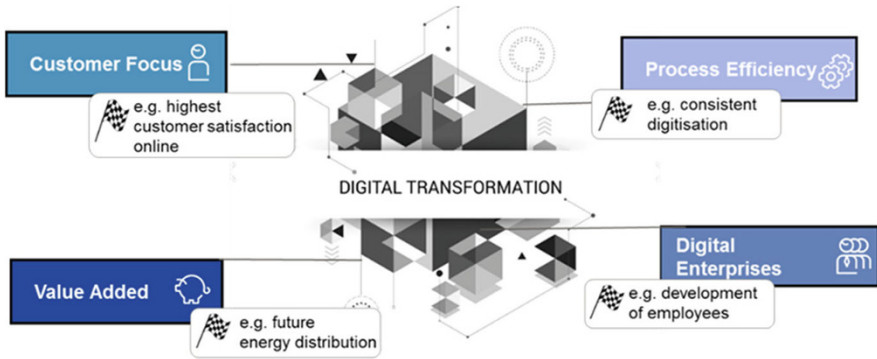 Customer Focus
e.g. highest
customer satisfaction
online
Process Efficiency
e.g. consistent
digitisation
DIGITAL TRANSFORMATION
Value Added
e.g. future
energy distribution
Digital
Enterprises
e.g. development
of employees